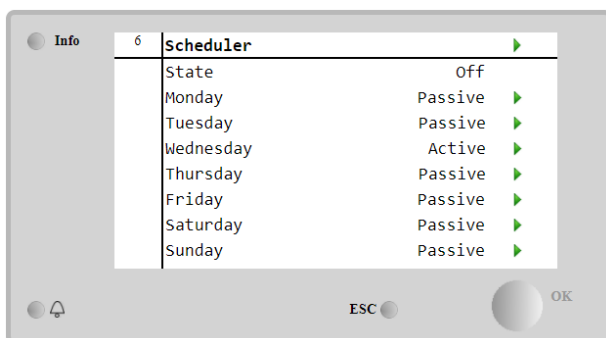 Info
6 Scheduler
State Off
Monday Passive
Tuesday Passive
Wednesday Active
Thursday Passive
Friday Passive
Saturday Passive
Sunday Passive
ESC
OK